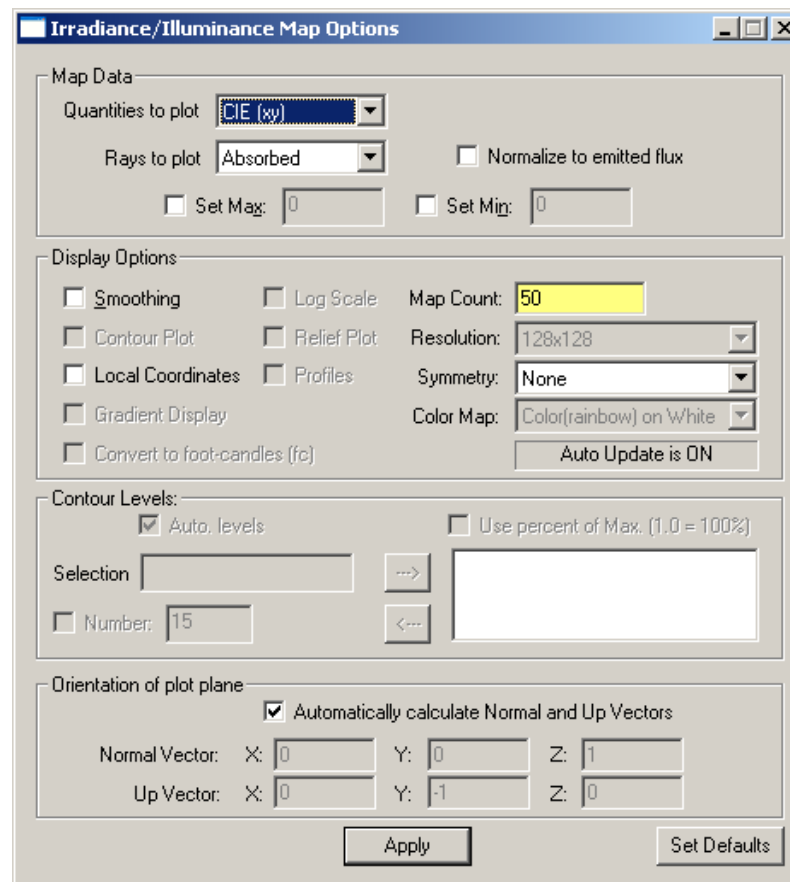 Irradiance/Illuminance Map Options
Map Data
Quantities to plot CIE (xy)
Rays to plot Absorbed Normalize to emitted flux
Set Max: 0 Set Min: 0
Display Options
Smoothing Log Scale Map Count: 50
Contour Plot Relief Plot Resolution: 128x128
Local Coordinates Profiles Symmetry: None
Gradient Display Color Map: Color(rainbow) on White
Convert to foot-candles (fc) Auto Update is ON
Contour Levels:
Auto. levels Use percent of Max. (1.0 = 100%)
Selection --->
Number: 15 <---
Orientation of plot plane
Automatically calculate Normal and Up Vectors
Normal Vector: X: 0 Y: 0 Z: 1
Up Vector: X: 0 Y: -1 Z: 0
Apply Set Defaults